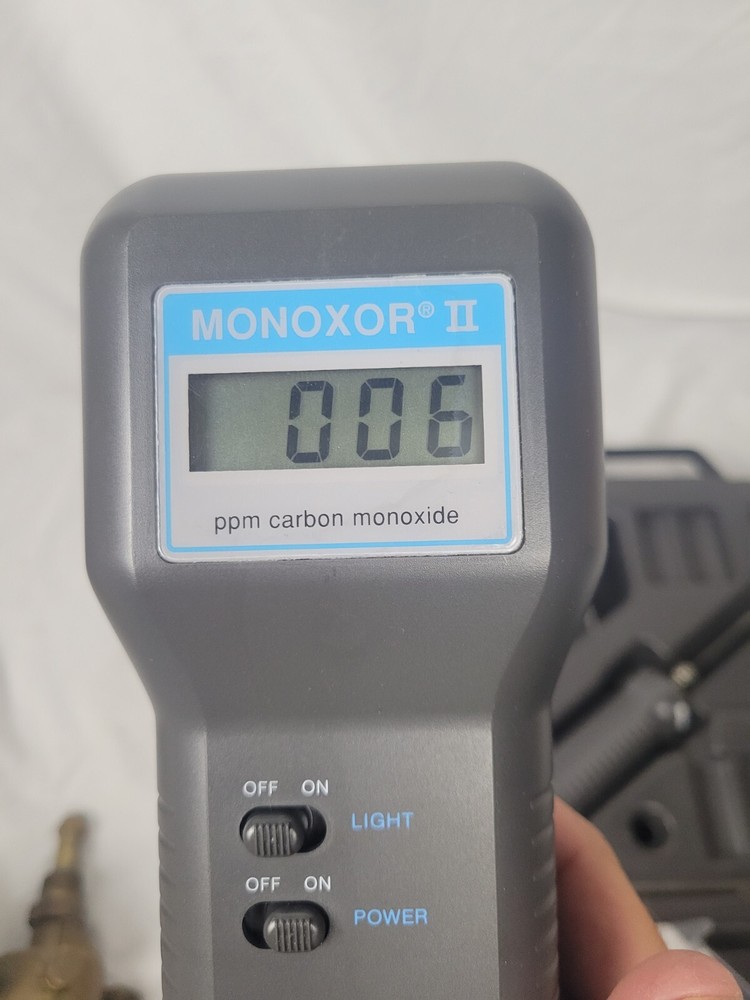 MONOXOR® II
006
ppm carbon monoxide
OFF ON
LIGHT
OFF ON
POWER